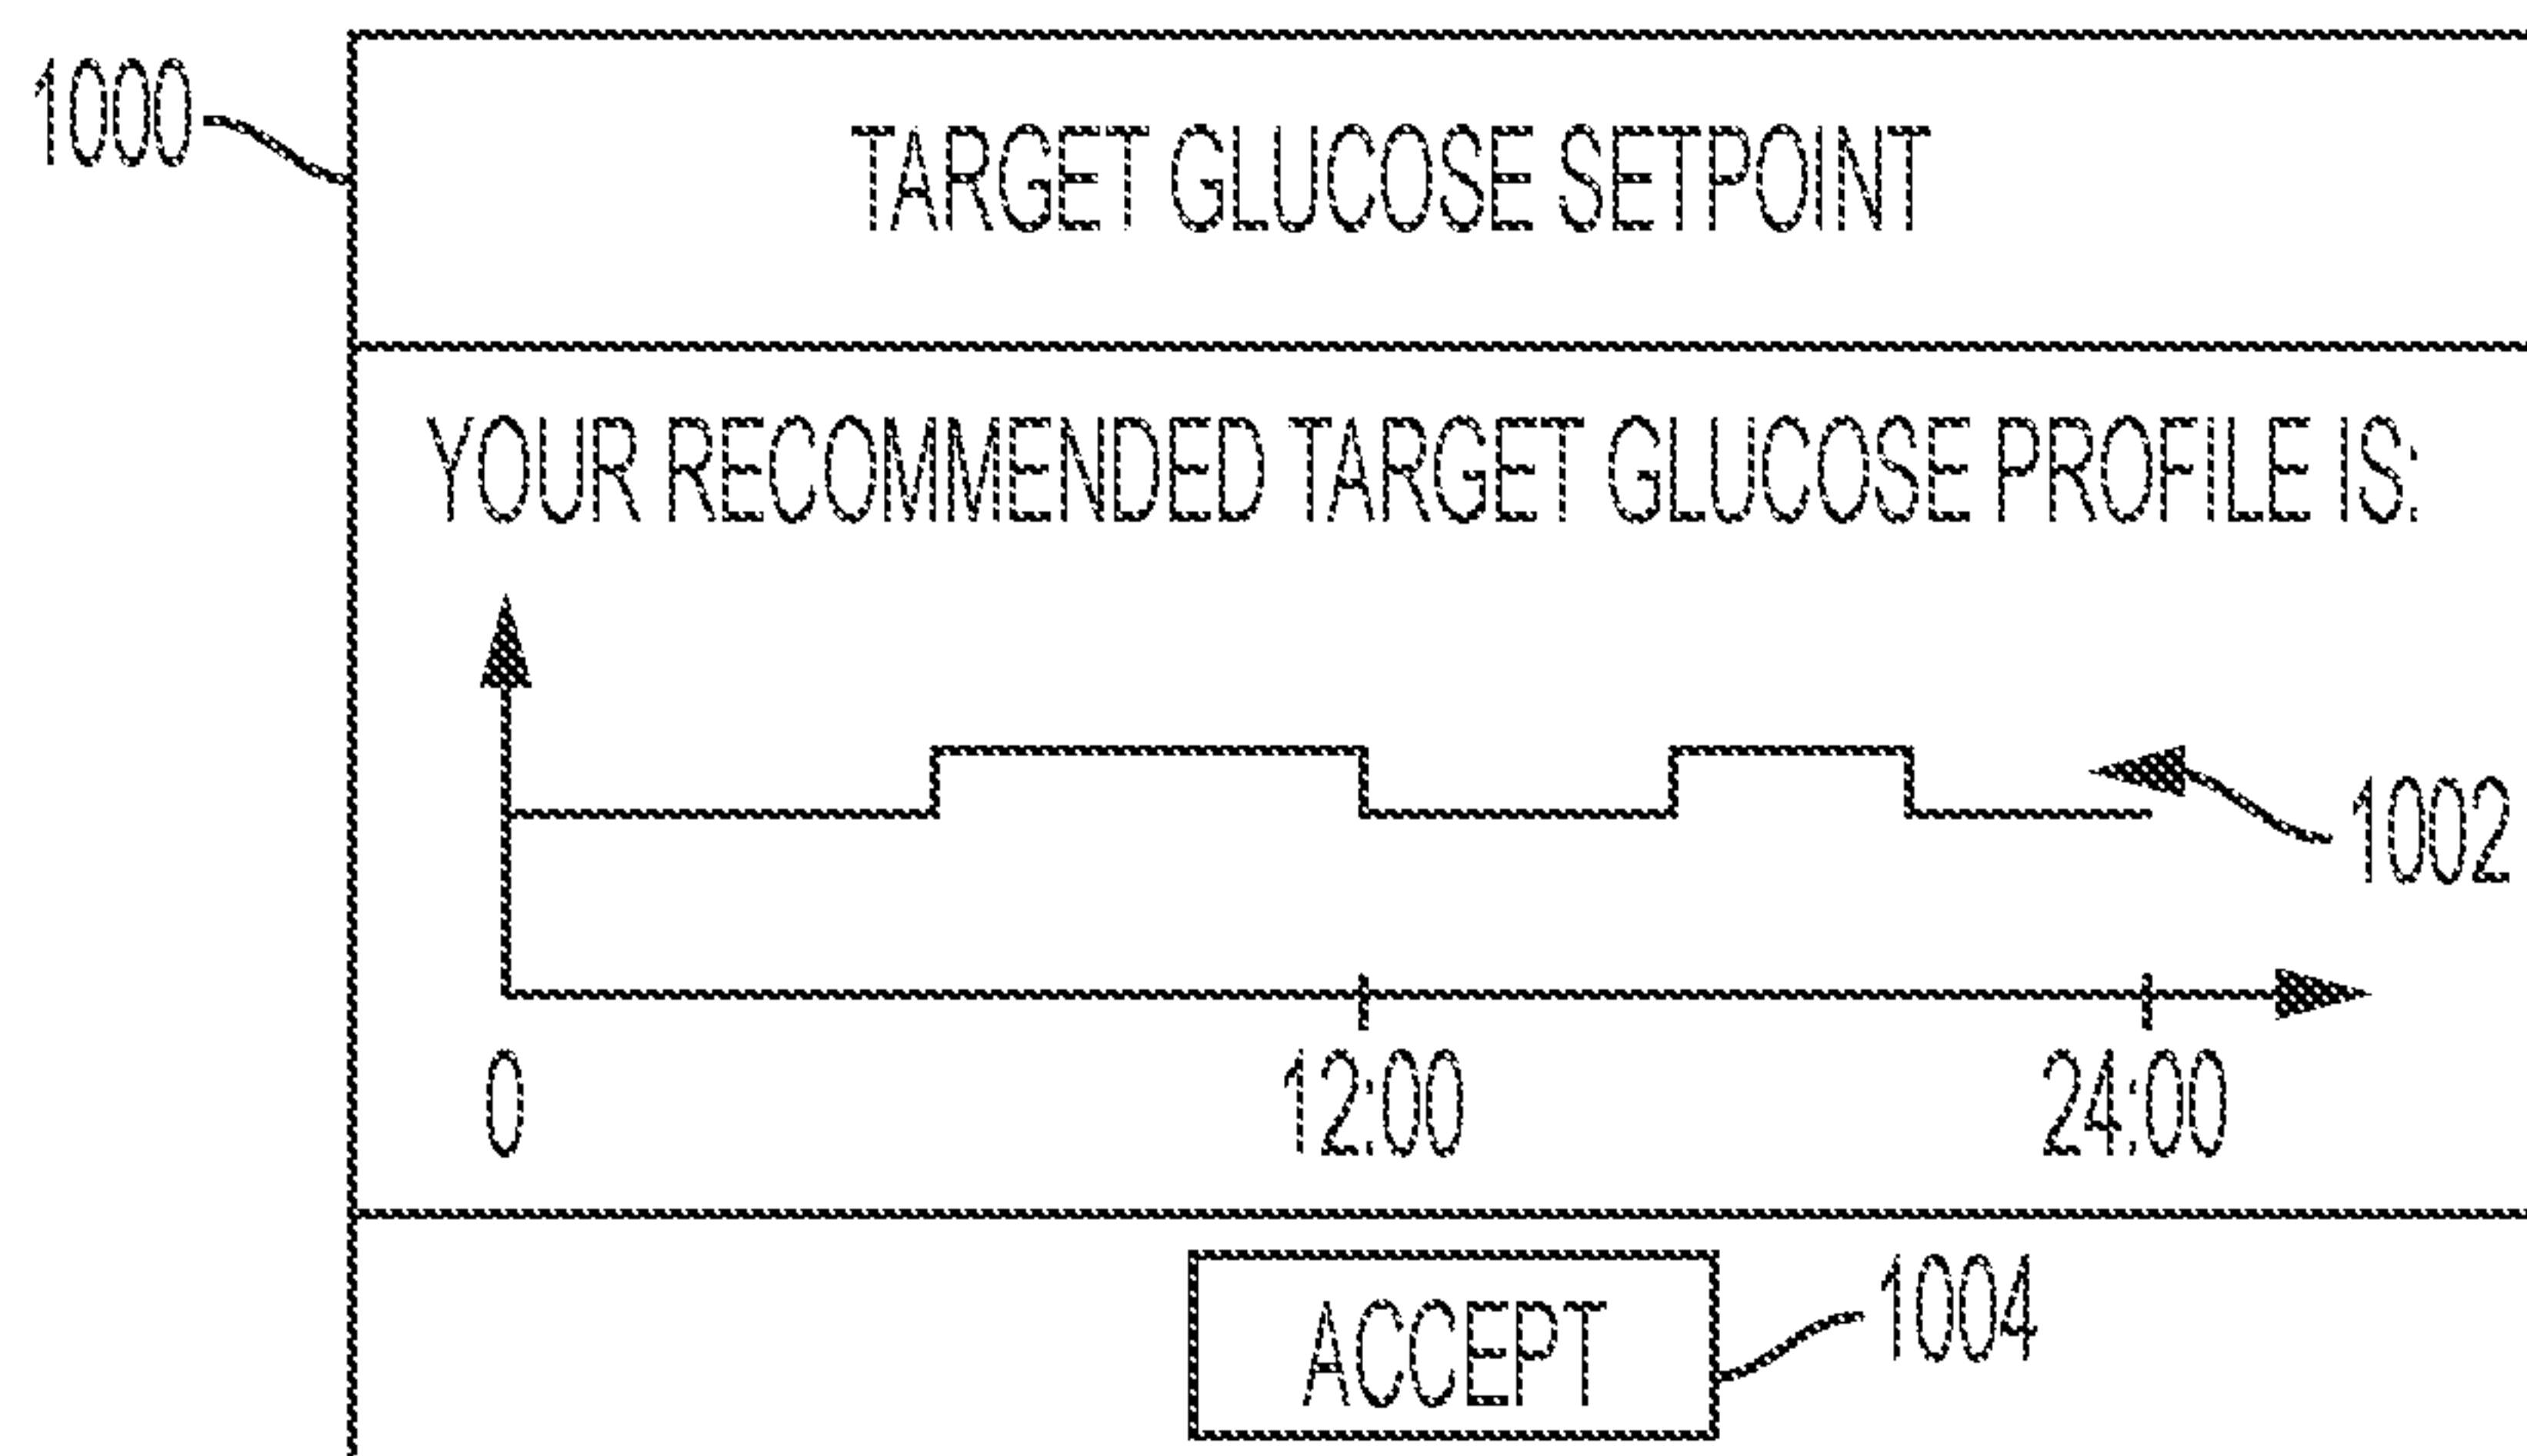 1000
TARGET GLUCOSE SETPOINT
YOUR RECOMMENDED TARGET GLUCOSE PROFILE IS:
1002
0 12:00 24:00
ACCEPT
1004